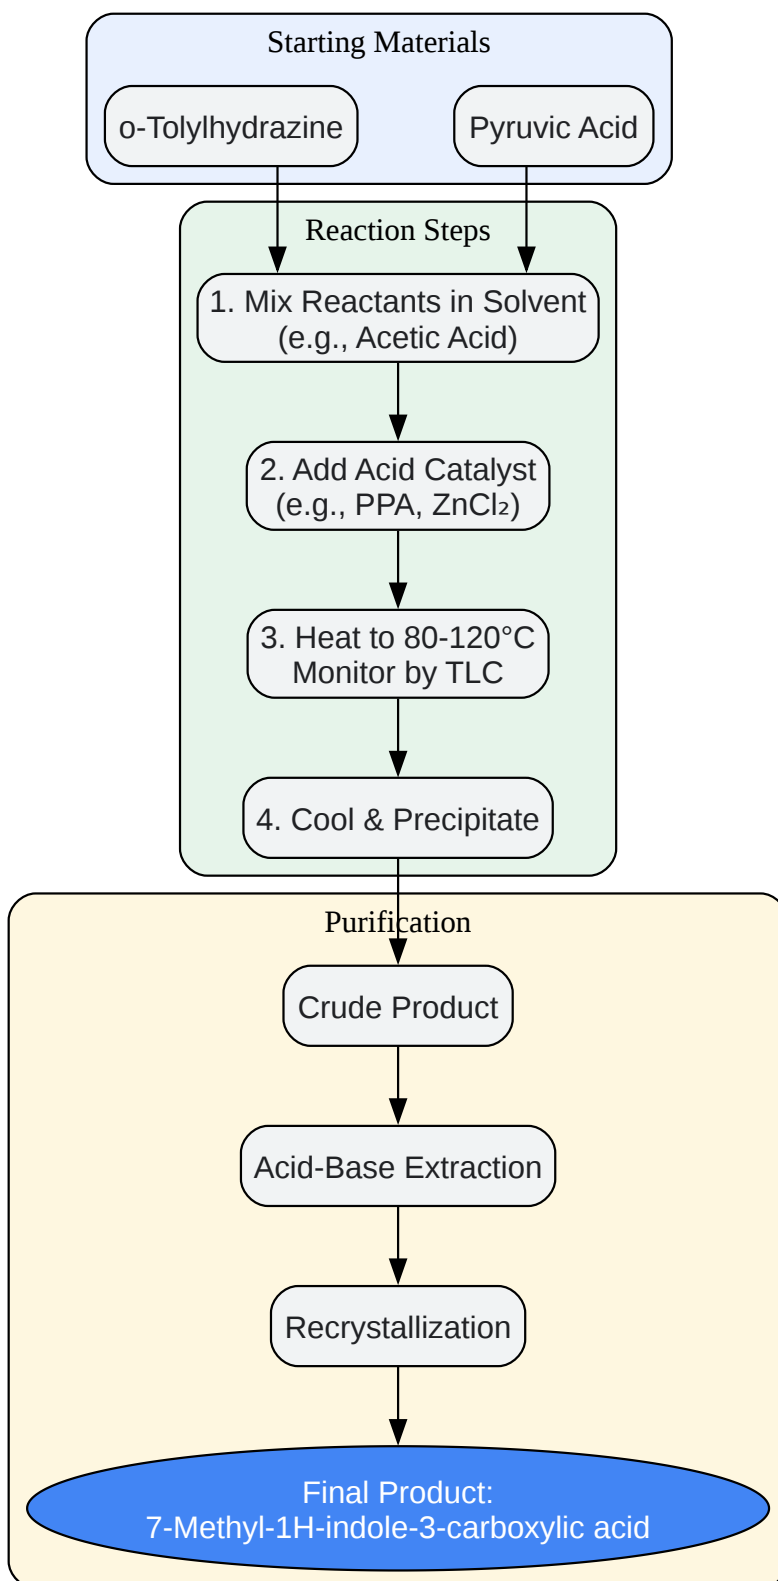 Starting Materials
o-Tolylhydrazine
Pyruvic Acid
Reaction Steps
1. Mix Reactants in Solvent
(e.g., Acetic Acid)
2. Add Acid Catalyst
(e.g., PPA, ZnCl₂)
3. Heat to 80-120°C
Monitor by TLC
4. Cool & Precipitate
Purification
Crude Product
Acid-Base Extraction
Recrystallization
Final Product:
7-Methyl-1H-indole-3-carboxylic acid